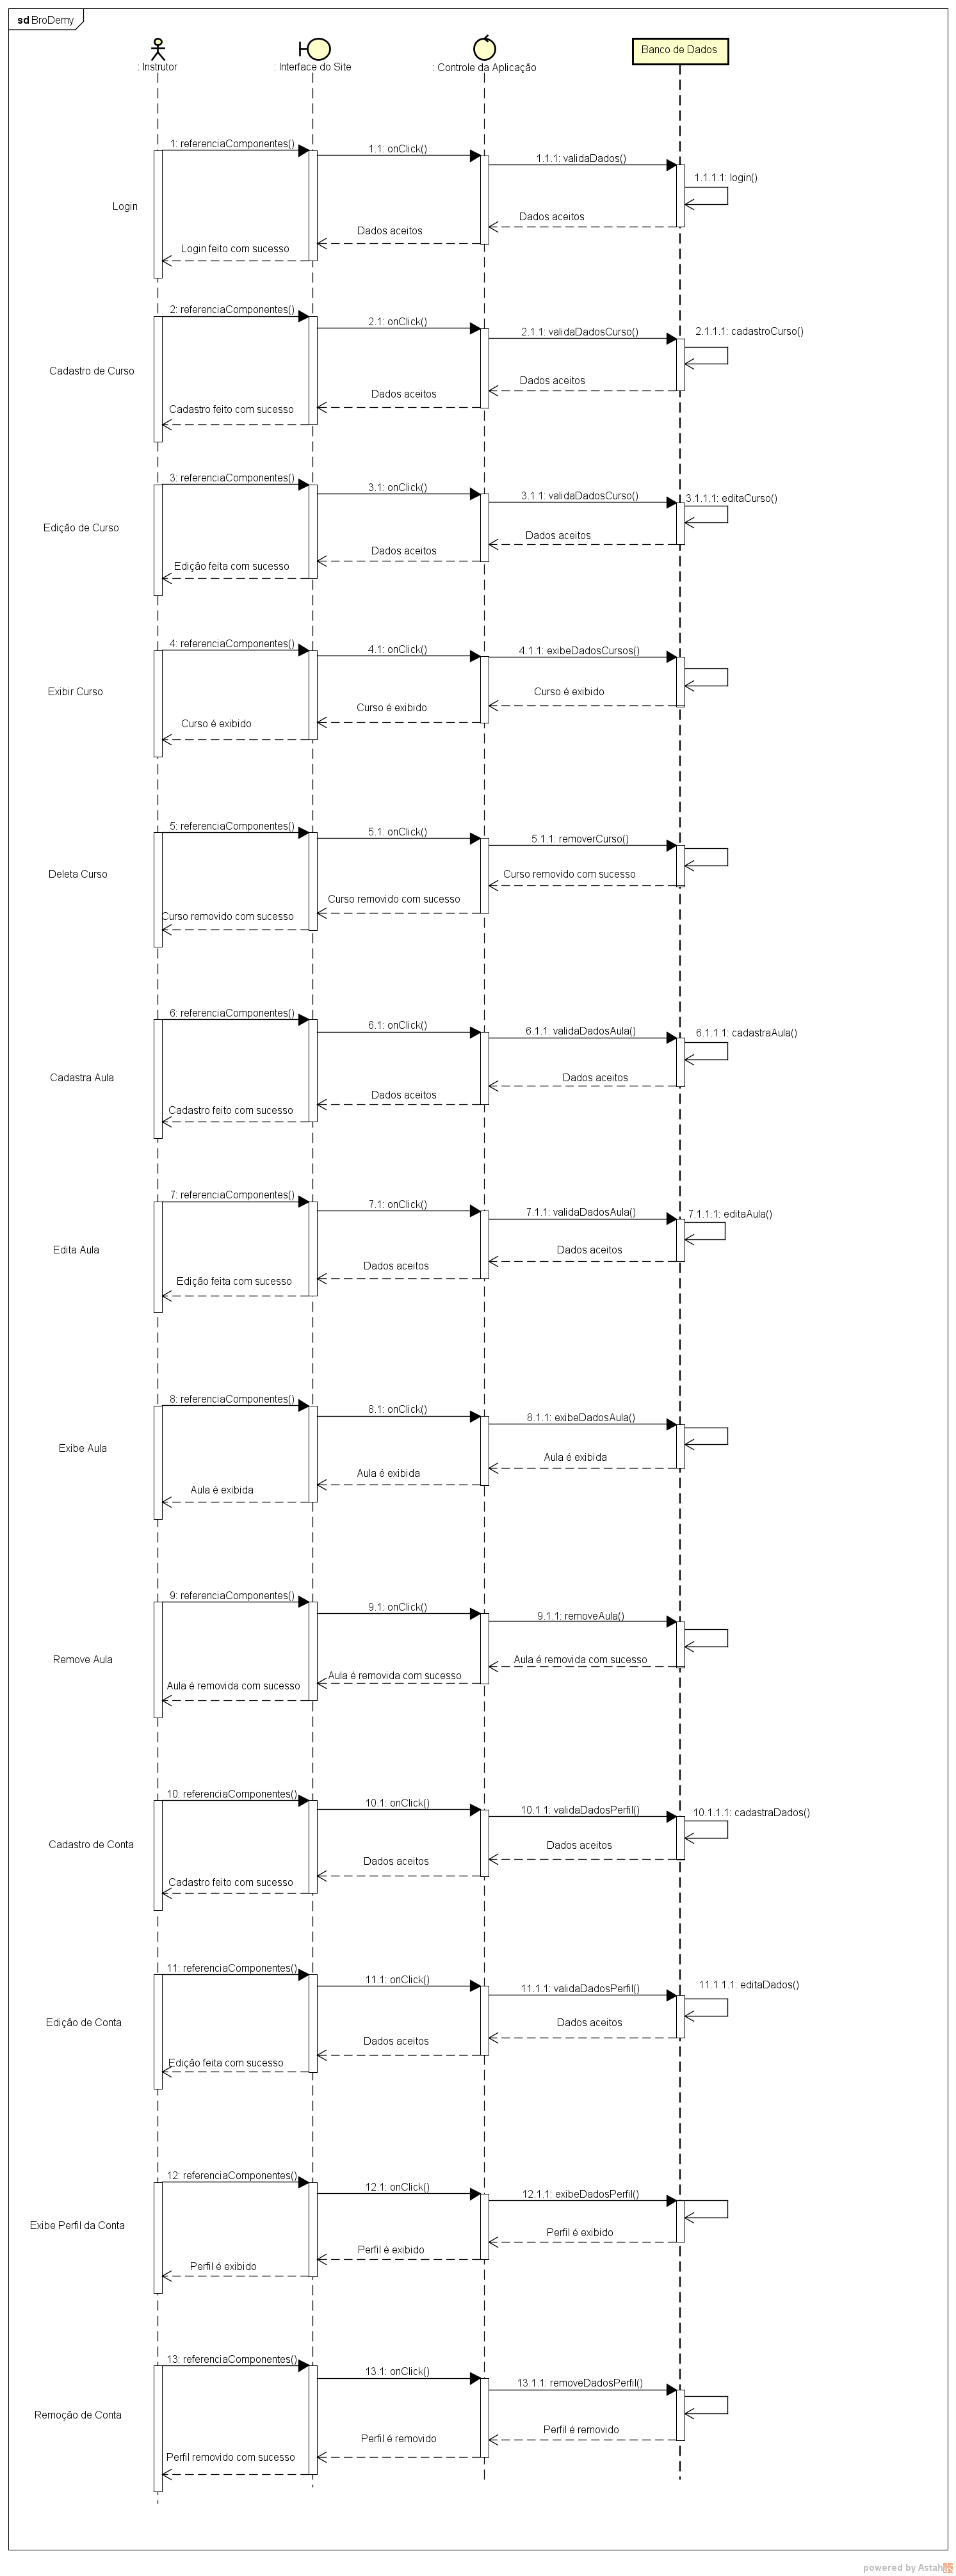 sd BroDemy
: Instrutor
: Interface do Site
: Controle da Aplicação
Banco de Dados
1: referenciaComponentes()
1.1: onClick()
1.1.1: validaDados()
1.1.1.1: login()
Login
Dados aceitos
Dados aceitos
Login feito com sucesso
2: referenciaComponentes()
2.1: onClick()
2.1.1: validaDadosCurso()
2.1.1.1: cadastroCurso()
Cadastro de Curso
Dados aceitos
Dados aceitos
Cadastro feito com sucesso
3: referenciaComponentes()
3.1: onClick()
3.1.1: validaDadosCurso()
3.1.1.1: editaCurso()
Edição de Curso
Dados aceitos
Dados aceitos
Edição feita com sucesso
4: referenciaComponentes()
4.1: onClick()
4.1.1: exibeDadosCursos()
Exibir Curso
Curso é exibido
Curso é exibido
Curso é exibido
5: referenciaComponentes()
5.1: onClick()
5.1.1: removerCurso()
Deleta Curso
Curso removido com sucesso
Curso removido com sucesso
Curso removido com sucesso
6: referenciaComponentes()
6.1: onClick()
6.1.1: validaDadosAula()
6.1.1.1: cadastraAula()
Cadastra Aula
Dados aceitos
Dados aceitos
Cadastro feito com sucesso
7: referenciaComponentes()
7.1: onClick()
7.1.1: validaDadosAula()
7.1.1.1: editaAula()
Edita Aula
Dados aceitos
Dados aceitos
Edição feita com sucesso
8: referenciaComponentes()
8.1: onClick()
8.1.1: exibeDadosAula()
Exibe Aula
Aula é exibida
Aula é exibida
Aula é exibida
9: referenciaComponentes()
9.1: onClick()
9.1.1: removeAula()
Remove Aula
Aula é removida com sucesso
Aula é removida com sucesso
Aula é removida com sucesso
10: referenciaComponentes()
10.1: onClick()
10.1.1: validaDadosPerfil()
10.1.1.1: cadastraDados()
Cadastro de Conta
Dados aceitos
Dados aceitos
Cadastro feito com sucesso
11: referenciaComponentes()
11.1: onClick()
11.1.1: validaDadosPerfil()
11.1.1.1: editaDados()
Edição de Conta
Dados aceitos
Dados aceitos
Edição feita com sucesso
12: referenciaComponentes()
12.1: onClick()
12.1.1: exibeDadosPerfil()
Exibe Perfil da Conta
Perfil é exibido
Perfil é exibido
Perfil é exibido
13: referenciaComponentes()
13.1: onClick()
13.1.1: removeDadosPerfil()
Remoção de Conta
Perfil é removido
Perfil é removido
Perfil removido com sucesso
powered by Astah